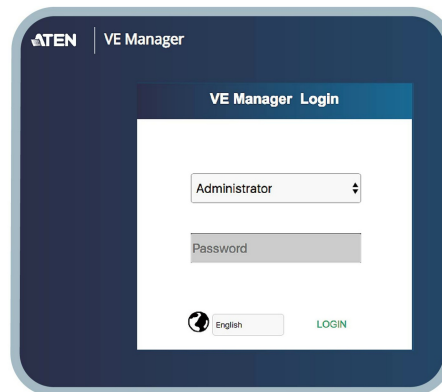 ATEN VE Manager
VE Manager Login
Administrator
Password
English LOGIN